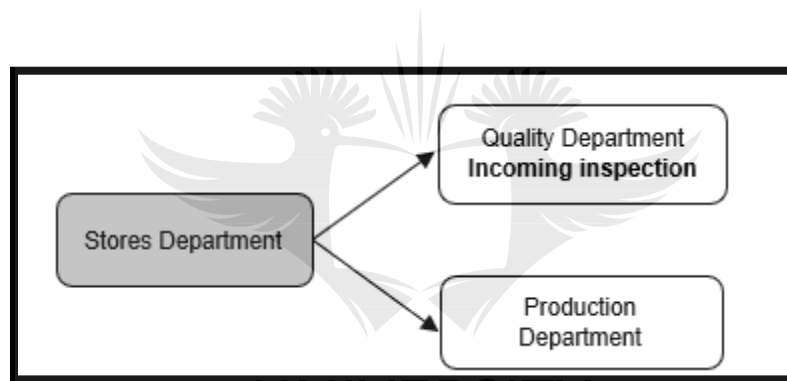 Quality Department
Incoming inspection
Stores Department
Production
Department